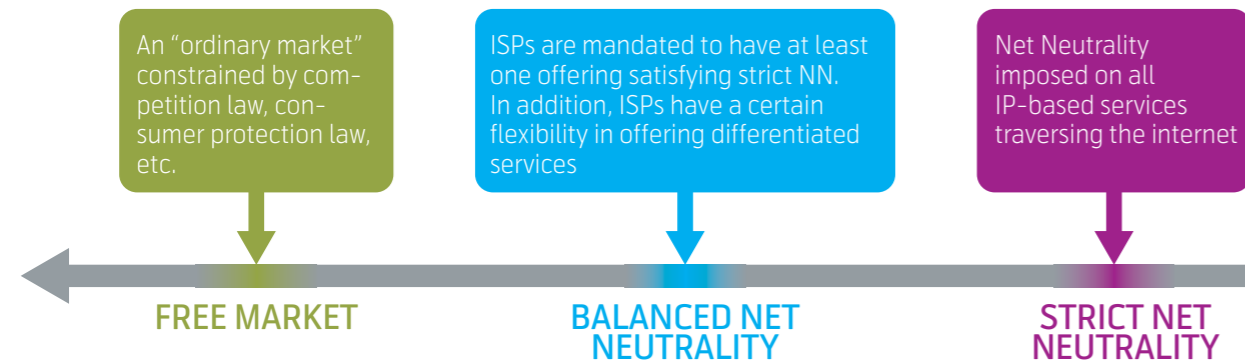 An “ordinary market”
constrained by com-
petition law, con-
sumer protection law,
etc.
ISPs are mandated to have at least
one offering satisfying strict NN.
In addition, ISPs have a certain
flexibility in offering differentiated
services
Net Neutrality
imposed on all
IP-based services
traversing the internet
FREE MARKET
BALANCED NET
NEUTRALITY
STRICT NET
NEUTRALITY